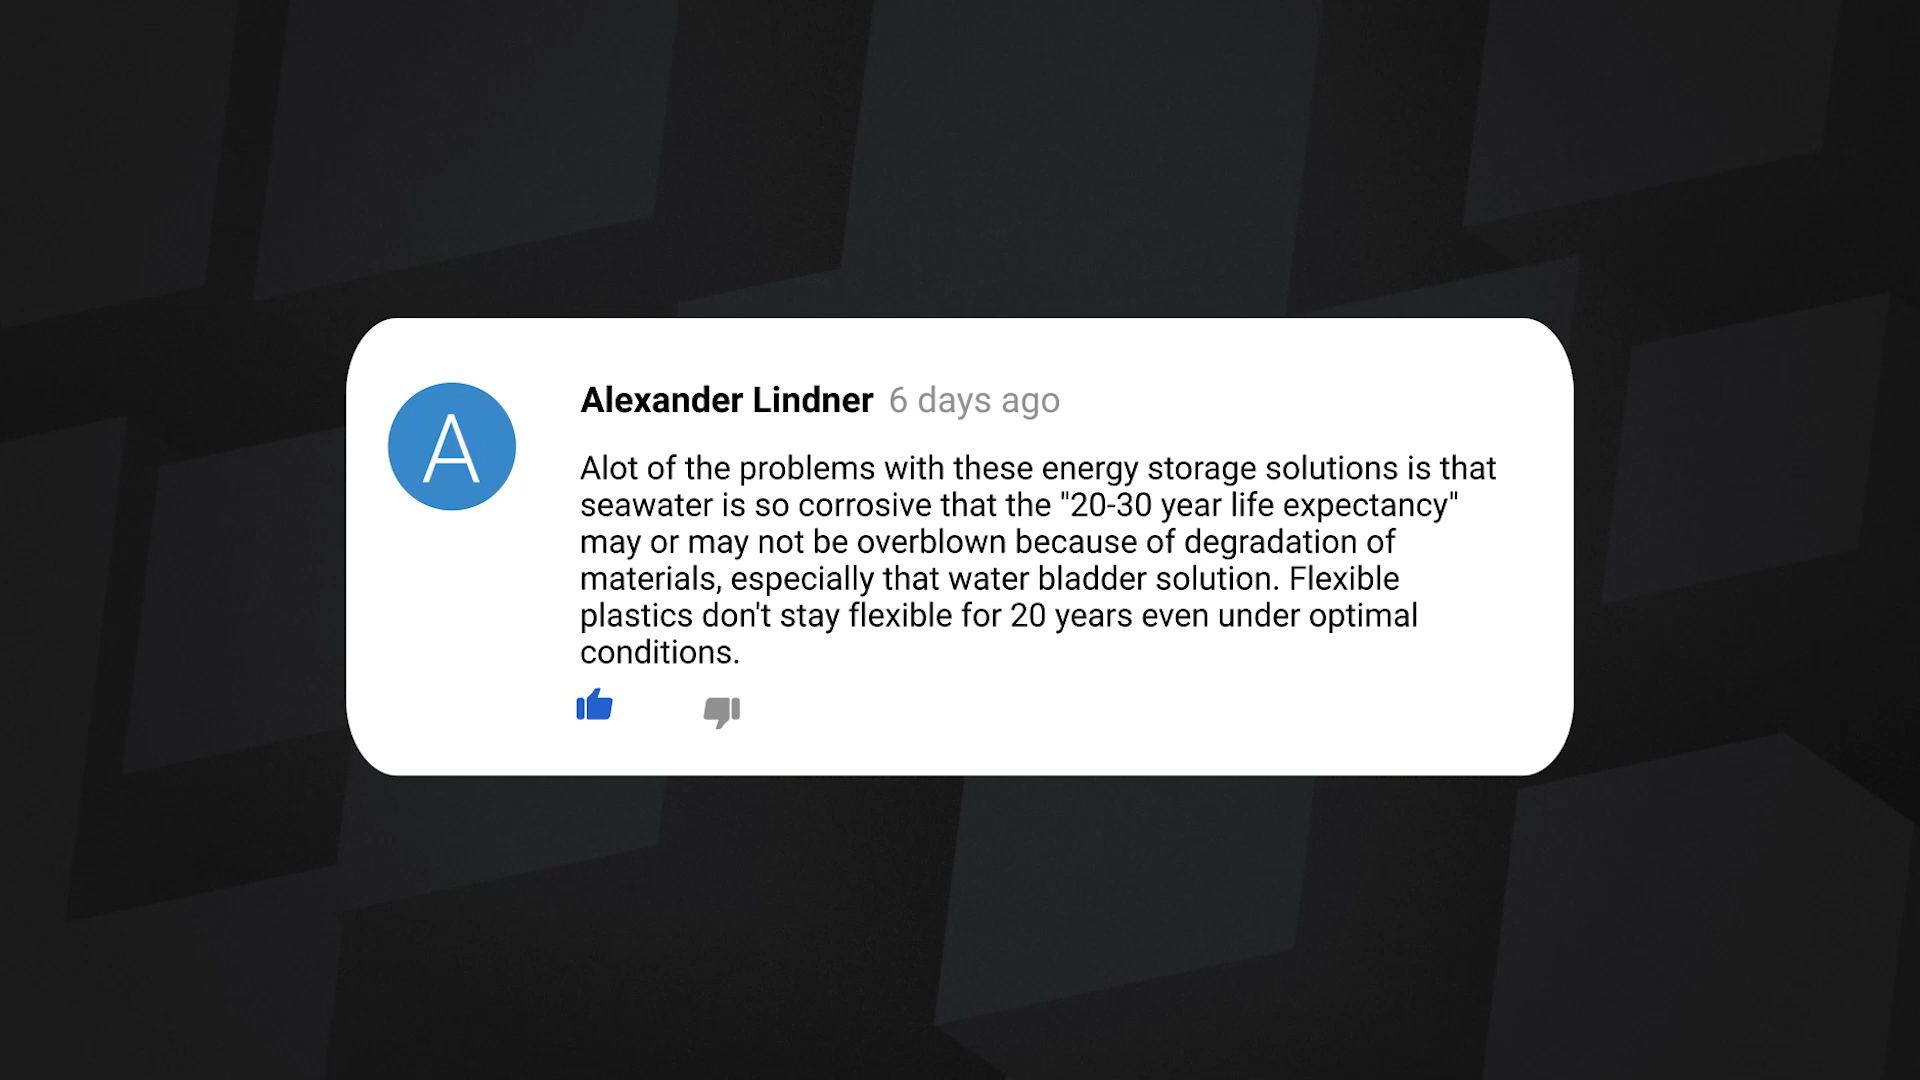 A
Alexander Lindner 6 days ago
Alot of the problems with these energy storage solutions is that
seawater is so corrosive that the "20-30 year life expectancy"
may or may not be overblown because of degradation of
materials, especially that water bladder solution. Flexible
plastics don't stay flexible for 20 years even under optimal
conditions.